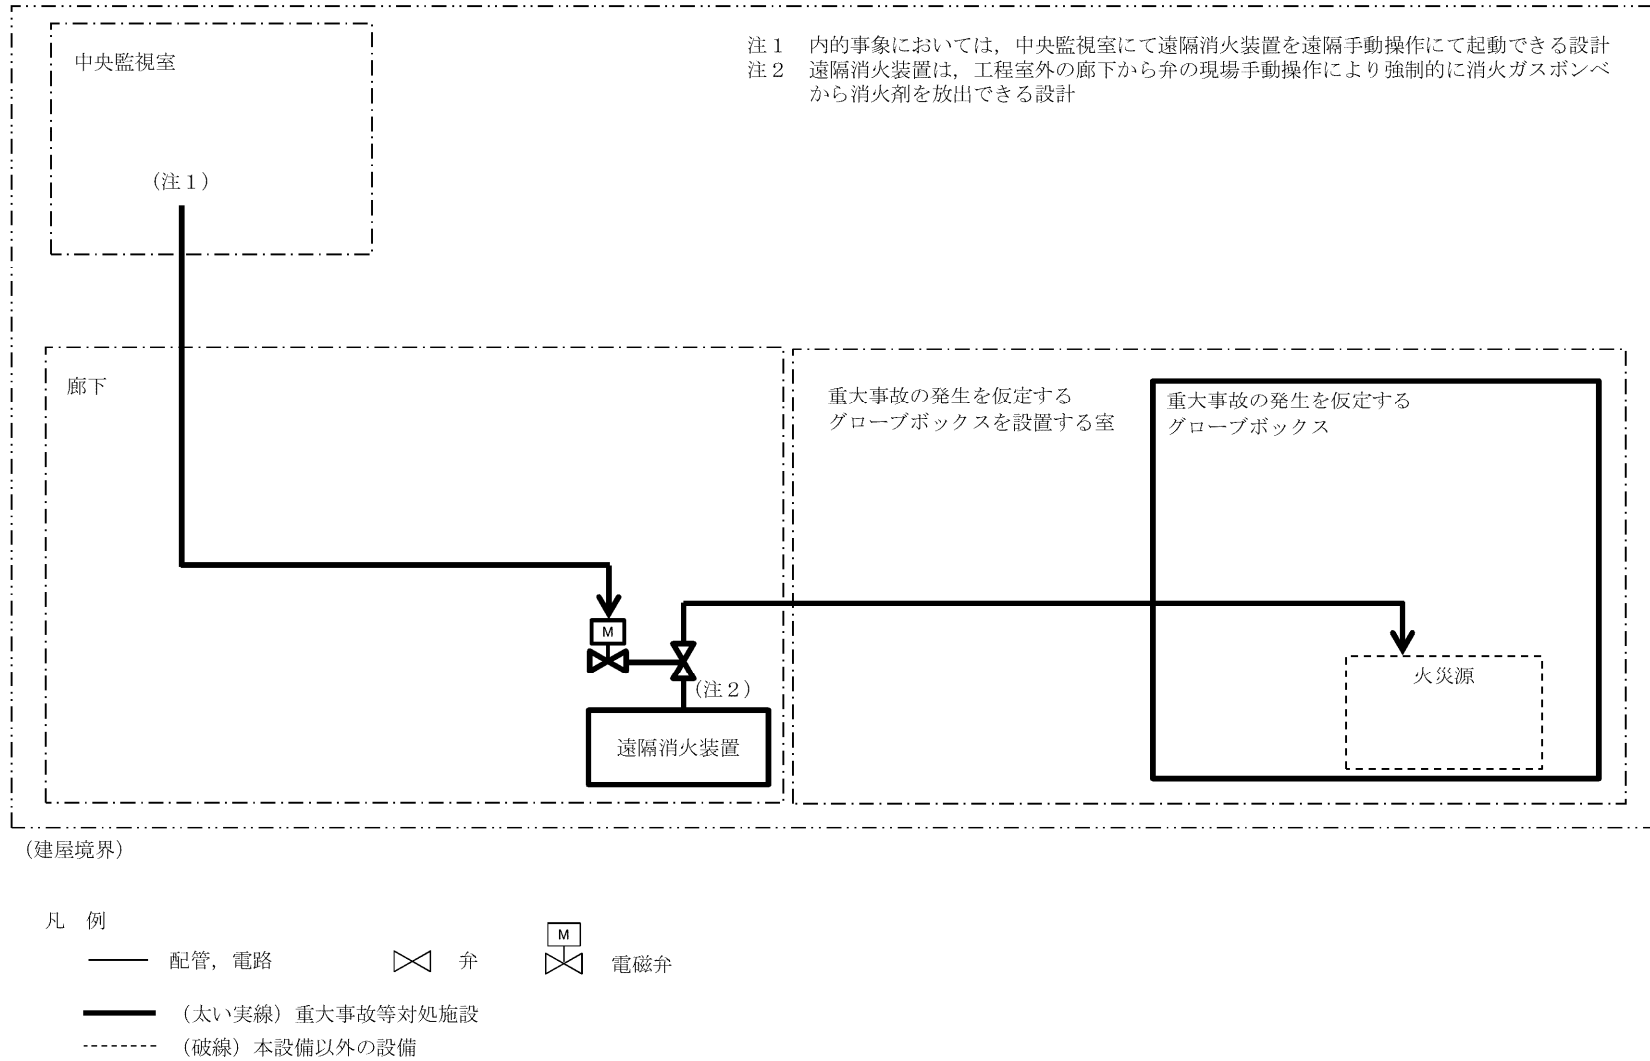 注１　内的事象においては，中央監視室にて遠隔消火装置を遠隔手動操作にて起動できる設計
注２　遠隔消火装置は，工程室外の廊下から弁の現場手動操作により強制的に消火ガスボンベ
から消火剤を放出できる設計
中央監視室
（注１）
廊下
重大事故の発生を仮定する
グローブボックスを設置する室
重大事故の発生を仮定する
グローブボックス
M
（注２）
火災源
遠隔消火装置
（建屋境界）
凡　例
配管，電路
弁
M
電磁弁
（太い実線）重大事故等対処施設
（破線）本設備以外の設備